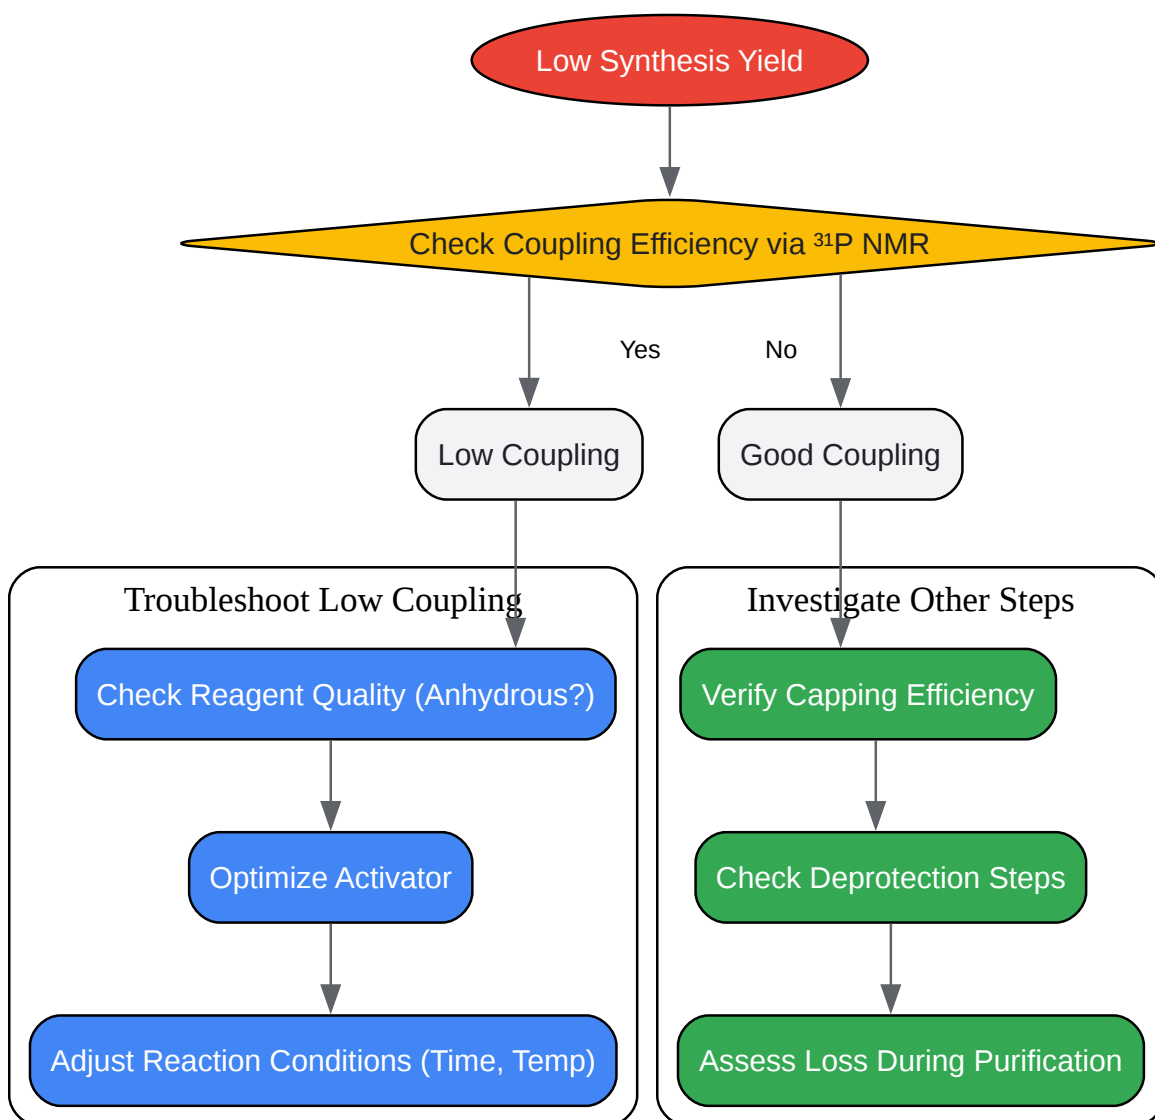 Low Synthesis Yield
Check Coupling Efficiency via ³¹P NMR
Yes
No
Low Coupling
Good Coupling
Troubleshoot Low Coupling
Check Reagent Quality (Anhydrous?)
Optimize Activator
Adjust Reaction Conditions (Time, Temp)
Investigate Other Steps
Verify Capping Efficiency
Check Deprotection Steps
Assess Loss During Purification